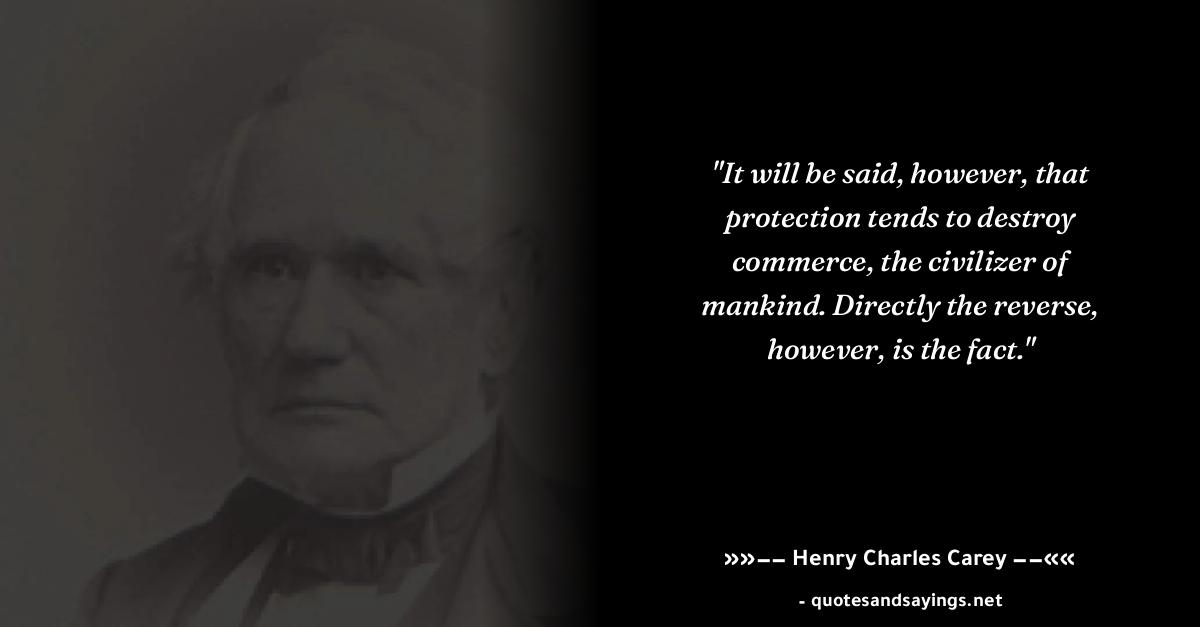 "It will be said, however, that
protection tends to destroy
commerce, the civilizer of
mankind. Directly the reverse,
however, is the fact."
»»−− Henry Charles Carey −−««
- quotesandsayings.net